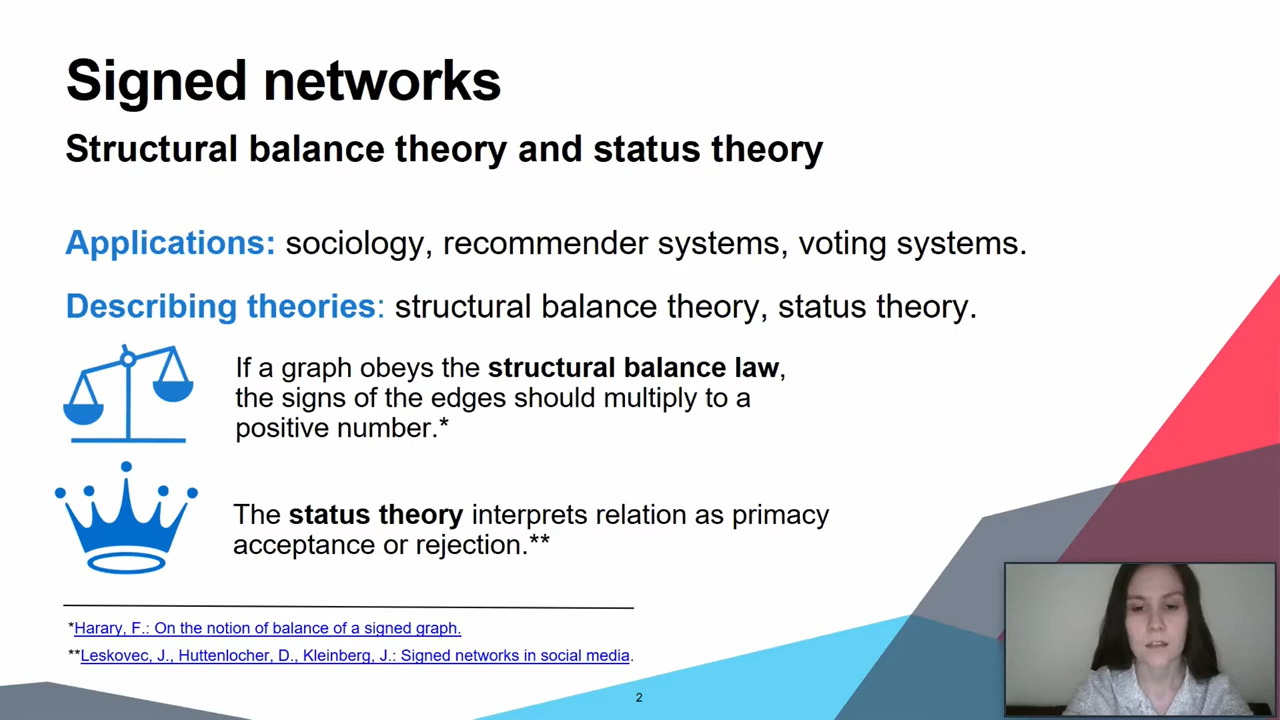 Signed networks
Structural balance theory and status theory
Applications: sociology, recommender systems, voting systems.
Describing theories: structural balance theory, status theory.
If a graph obeys the structural balance law,
the signs of the edges should multiply to a
positive number.*
The status theory interprets relation as primacy
acceptance or rejection.**
*Harary, F.: On the notion of balance of a signed graph.
**Leskovec, J., Huttenlocher, D., Kleinberg, J.: Signed networks in social media.
2